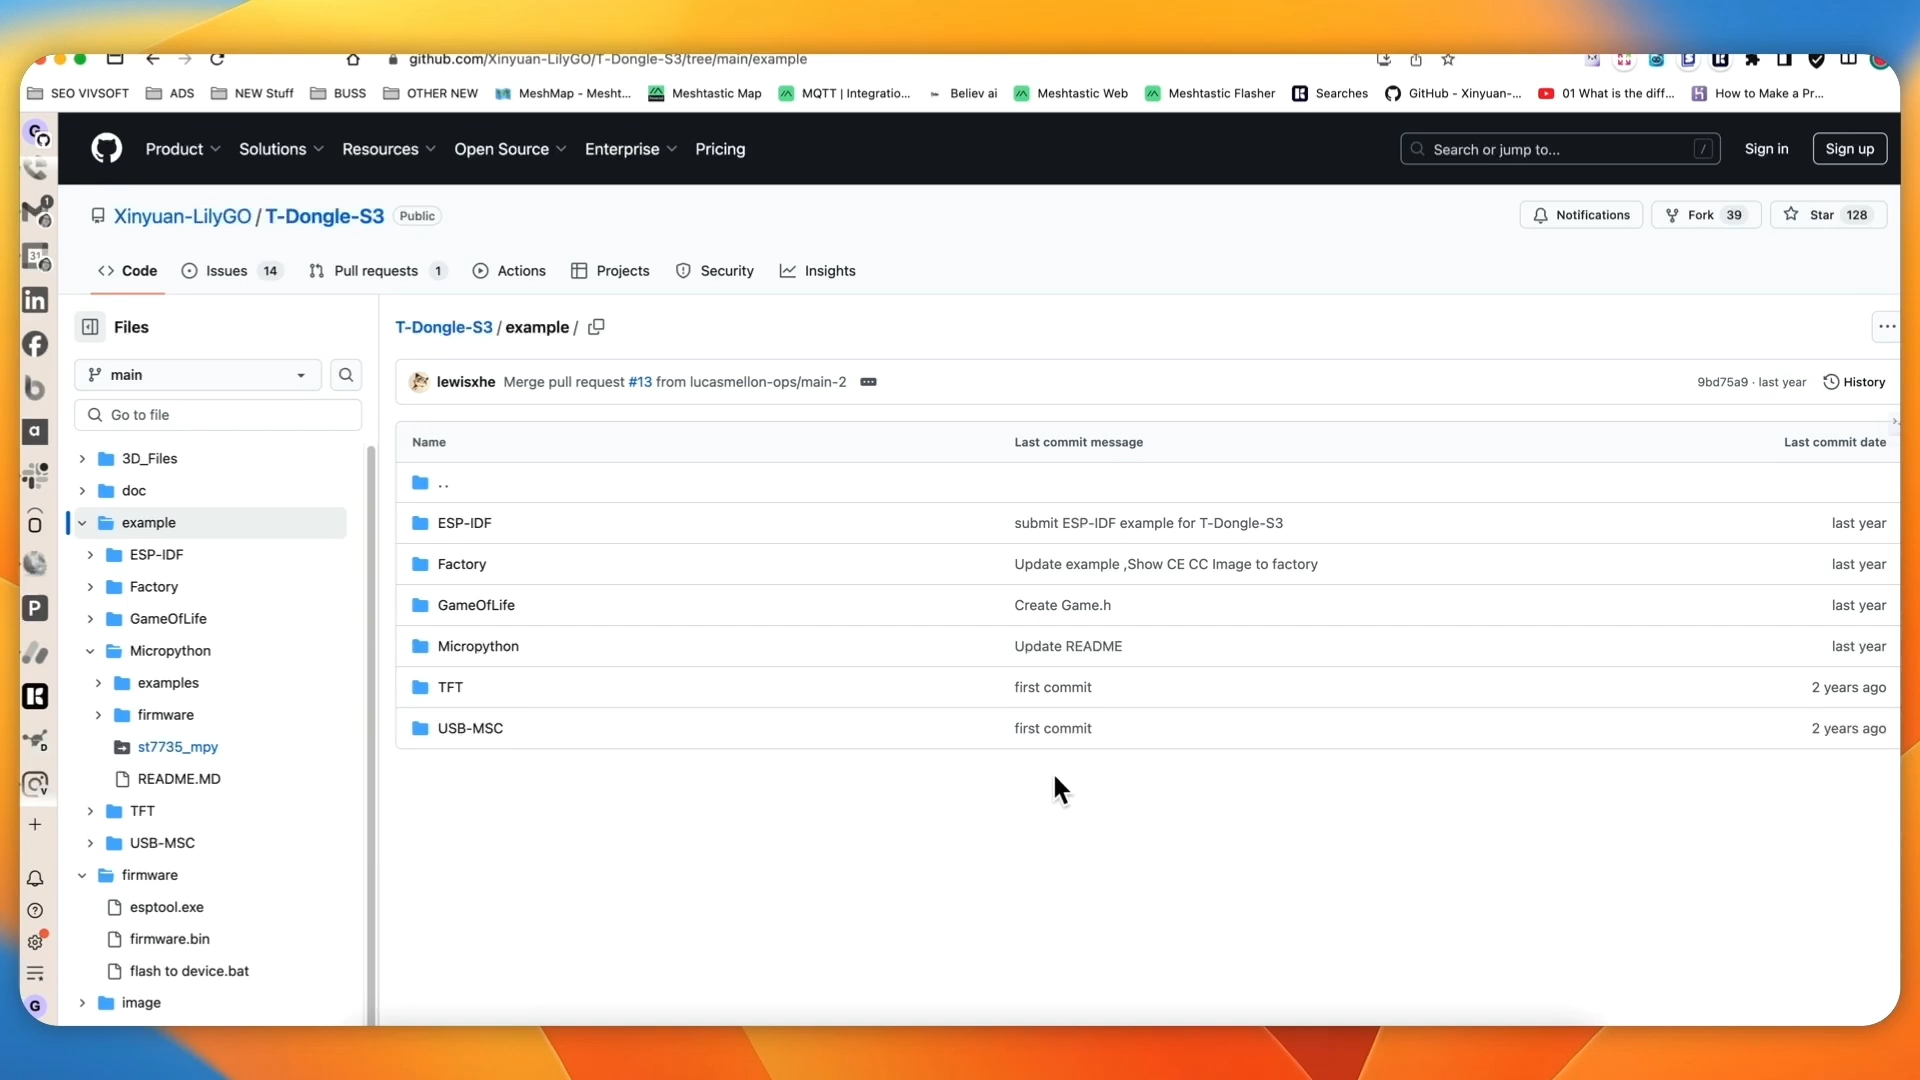 github.com/Xinyuan-LilyGO/T-Dongle-S3/tree/main/example
SEO VIVSOFT ADS NEW Stuff BUSS OTHER NEW MeshMap - Mesht... Meshtastic Map MQTT | Integratio... Believ ai Meshtastic Web Meshtastic Flasher Searches GitHub - Xinyuan-... 01 What is the diff... How to Make a Pr...
Product Solutions Resources Open Source Enterprise Pricing Search or jump to... / Sign in Sign up
Xinyuan-LilyGO / T-Dongle-S3 Public Notifications Fork 39 Star 128
Code Issues 14 Pull requests 1 Actions Projects Security Insights
Files
main
Go to file
3D_Files
doc
example
ESP-IDF
Factory
GameOfLife
Micropython
examples
firmware
st7735_mpy
README.MD
TFT
USB-MSC
firmware
esptool.exe
firmware.bin
flash to device.bat
image
T-Dongle-S3 / example /
lewisxhe Merge pull request #13 from lucasmellon-ops/main-2 9bd75a9 · last year History
Name Last commit message Last commit date
..
ESP-IDF submit ESP-IDF example for T-Dongle-S3 last year
Factory Update example ,Show CE CC Image to factory last year
GameOfLife Create Game.h last year
Micropython Update README last year
TFT first commit 2 years ago
USB-MSC first commit 2 years ago